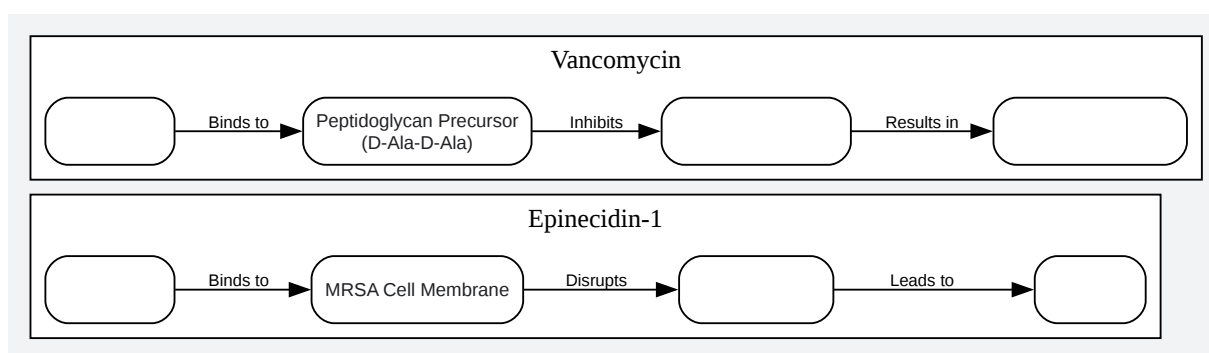 Vancomycin
Binds to
Peptidoglycan Precursor
(D-Ala-D-Ala)
Inhibits
Results in
Epinecidin-1
Binds to
MRSA Cell Membrane
Disrupts
Leads to